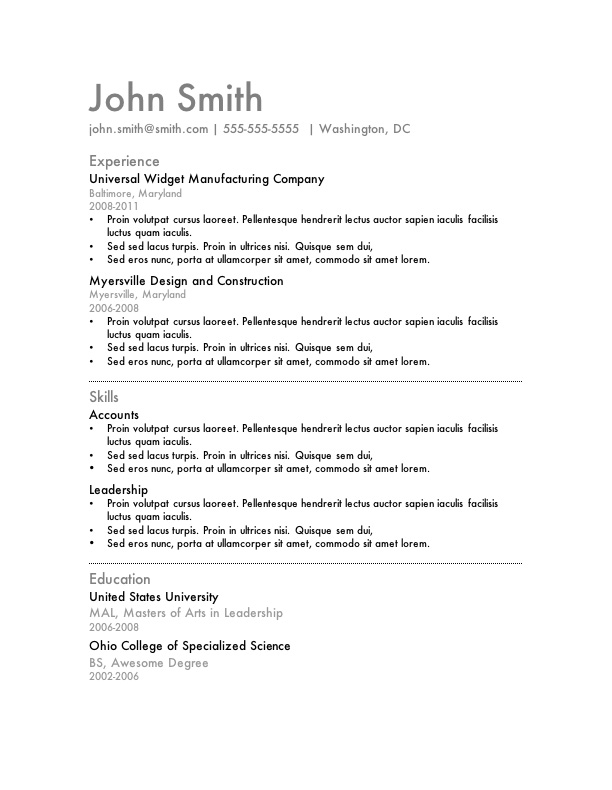 John Smith
john.smith@smith.com | 555-555-5555 | Washington, DC
Experience
Universal Widget Manufacturing Company
Baltimore, Maryland
2008-2011
• Proin volutpat cursus laoreet. Pellentesque hendrerit lectus auctor sapien iaculis facilisis
luctus quam iaculis.
• Sed sed lacus turpis. Proin in ultrices nisi. Quisque sem dui,
• Sed eros nunc, porta at ullamcorper sit amet, commodo sit amet lorem.
Myersville Design and Construction
Myersville, Maryland
2006-2008
• Proin volutpat cursus laoreet. Pellentesque hendrerit lectus auctor sapien iaculis facilisis
luctus quam iaculis.
• Sed sed lacus turpis. Proin in ultrices nisi. Quisque sem dui,
• Sed eros nunc, porta at ullamcorper sit amet, commodo sit amet lorem.
Skills
Accounts
• Proin volutpat cursus laoreet. Pellentesque hendrerit lectus auctor sapien iaculis facilisis
luctus quam iaculis.
• Sed sed lacus turpis. Proin in ultrices nisi. Quisque sem dui,
• Sed eros nunc, porta at ullamcorper sit amet, commodo sit amet lorem.
Leadership
• Proin volutpat cursus laoreet. Pellentesque hendrerit lectus auctor sapien iaculis facilisis
luctus quam iaculis.
• Sed sed lacus turpis. Proin in ultrices nisi. Quisque sem dui,
• Sed eros nunc, porta at ullamcorper sit amet, commodo sit amet lorem.
Education
United States University
MAL, Masters of Arts in Leadership
2006-2008
Ohio College of Specialized Science
BS, Awesome Degree
2002-2006